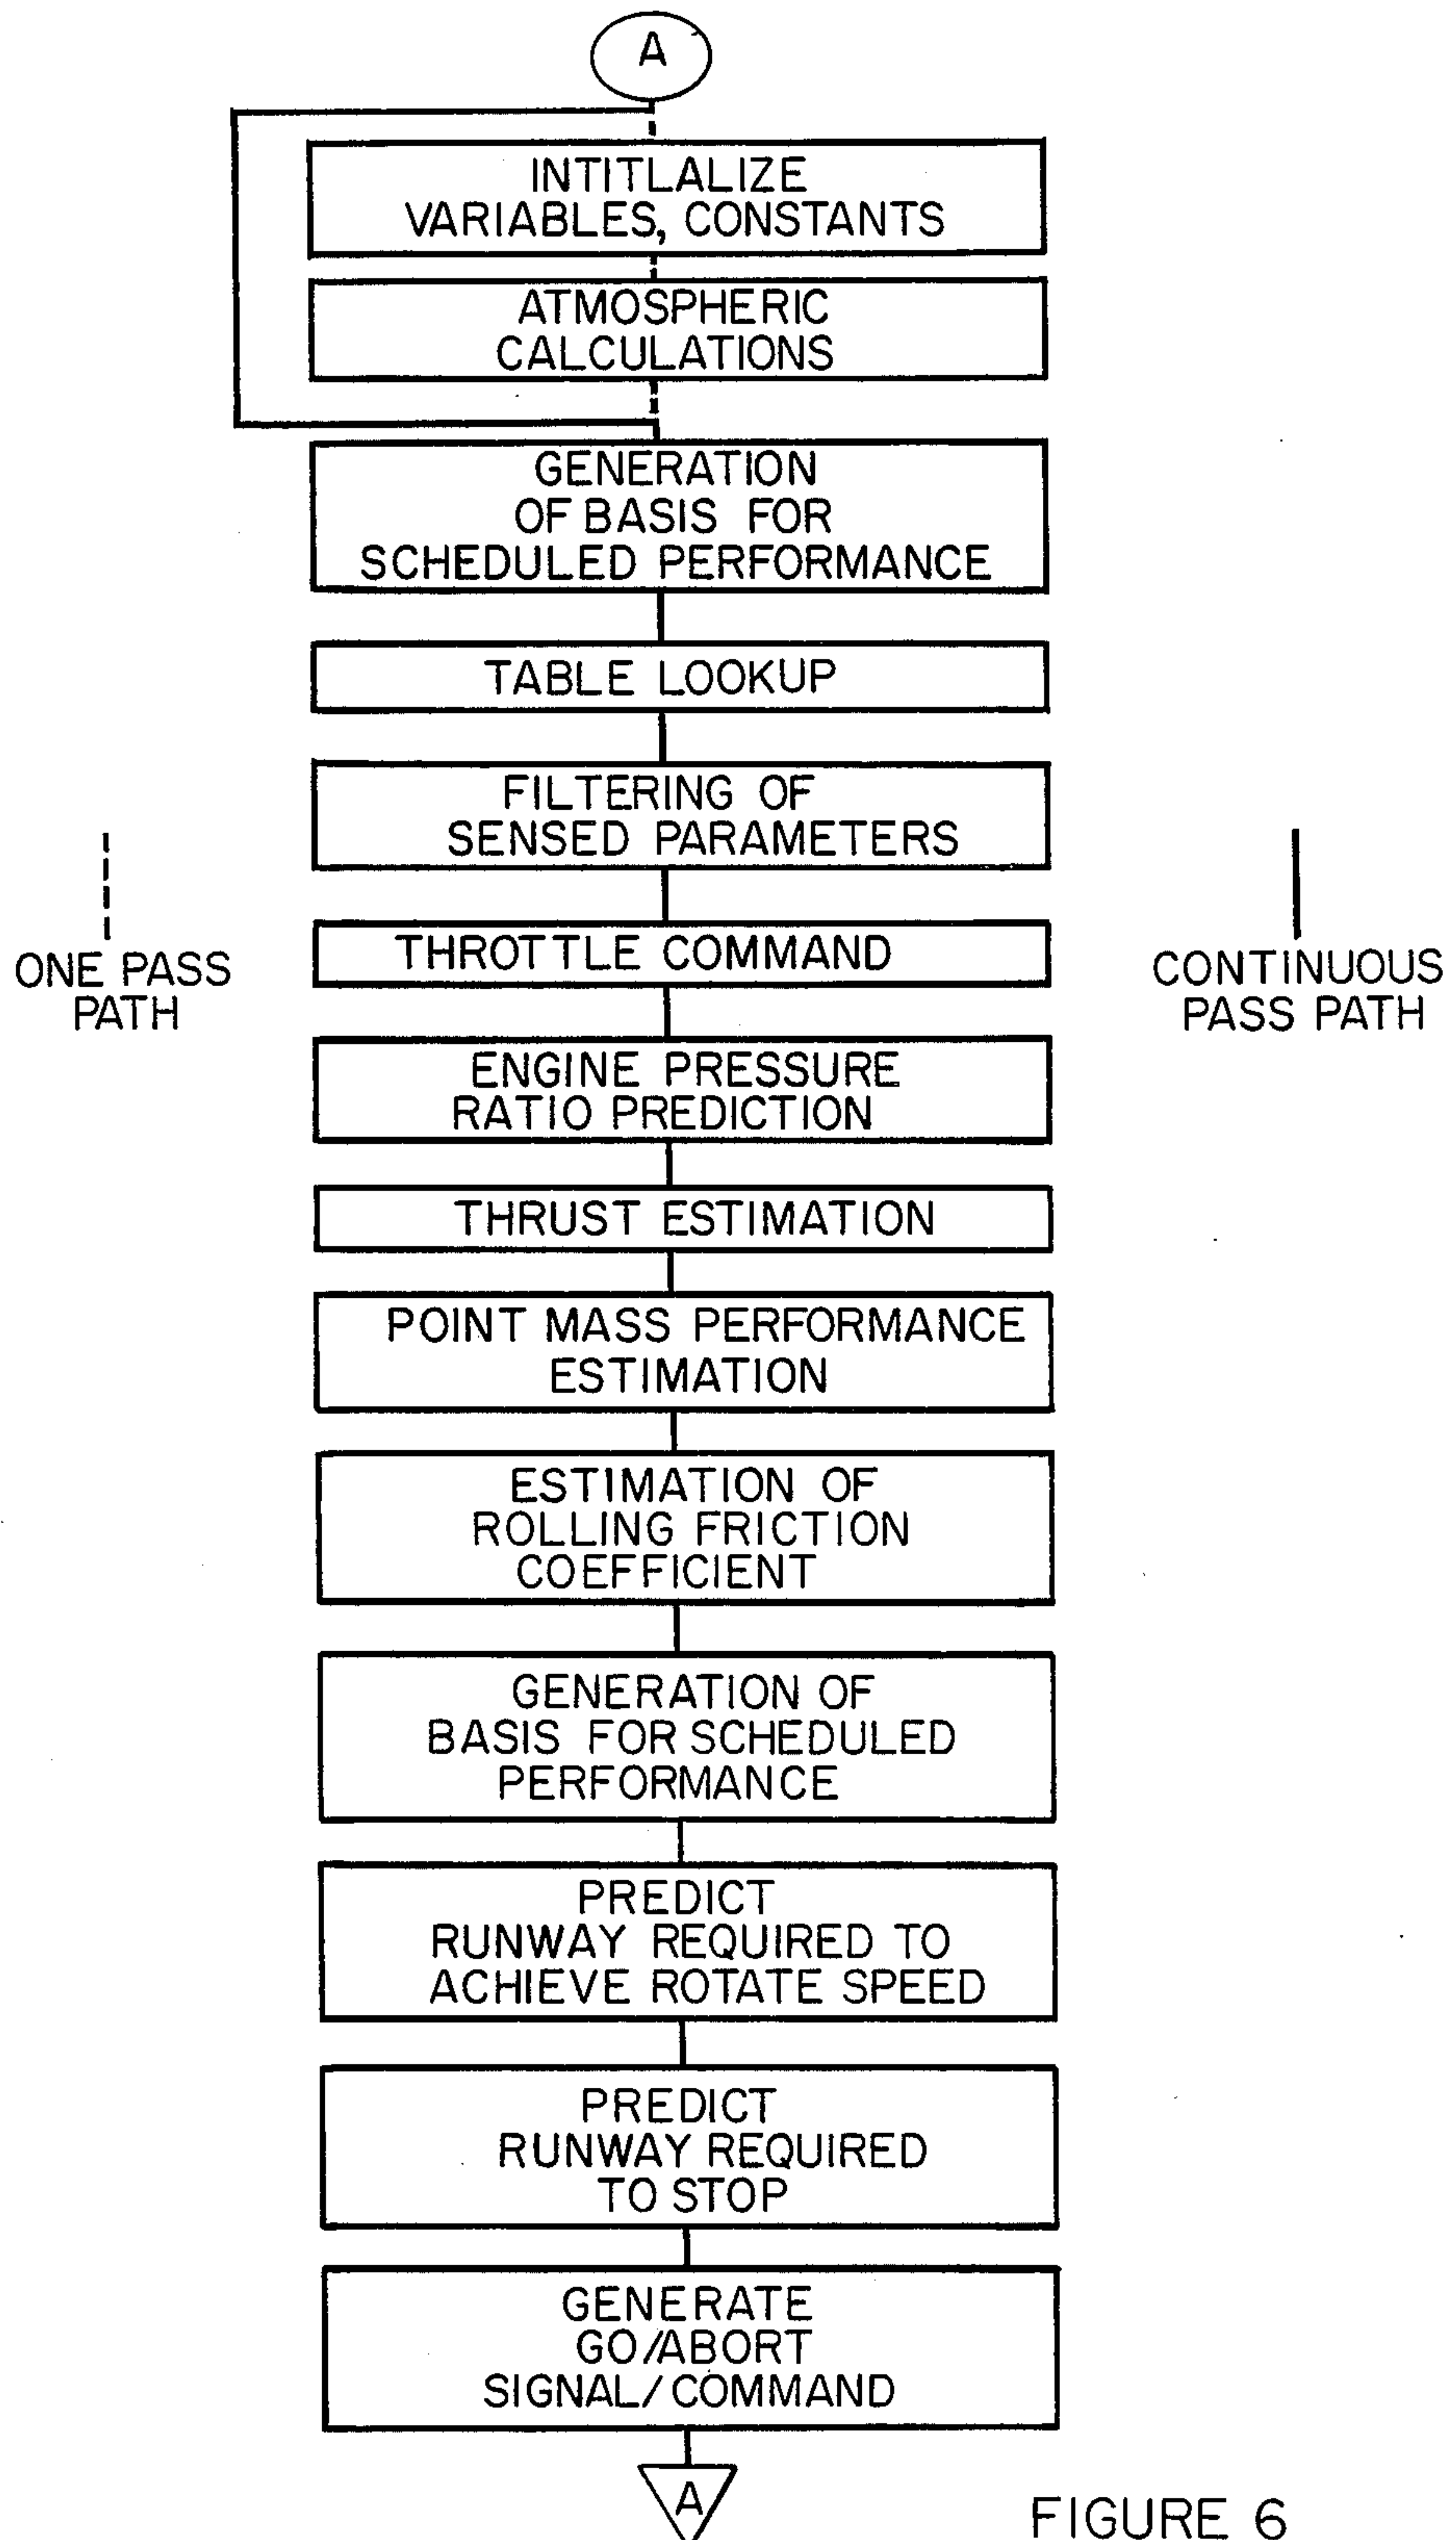 A
INTITLALIZE
VARIABLES, CONSTANTS
ATMOSPHERIC
CALCULATIONS
GENERATION
OF BASIS FOR
SCHEDULED PERFORMANCE
TABLE LOOKUP
FILTERING OF
SENSED PARAMETERS
ONE PASS
PATH
THROTTLE COMMAND
CONTINUOUS
PASS PATH
ENGINE PRESSURE
RATIO PREDICTION
THRUST ESTIMATION
POINT MASS PERFORMANCE
ESTIMATION
ESTIMATION OF
ROLLING FRICTION
COEFFICIENT
GENERATION OF
BASIS FOR SCHEDULED
PERFORMANCE
PREDICT
RUNWAY REQUIRED TO
ACHIEVE ROTATE SPEED
PREDICT
RUNWAY REQUIRED
TO STOP
GENERATE
GO/ABORT
SIGNAL/COMMAND
A
FIGURE 6